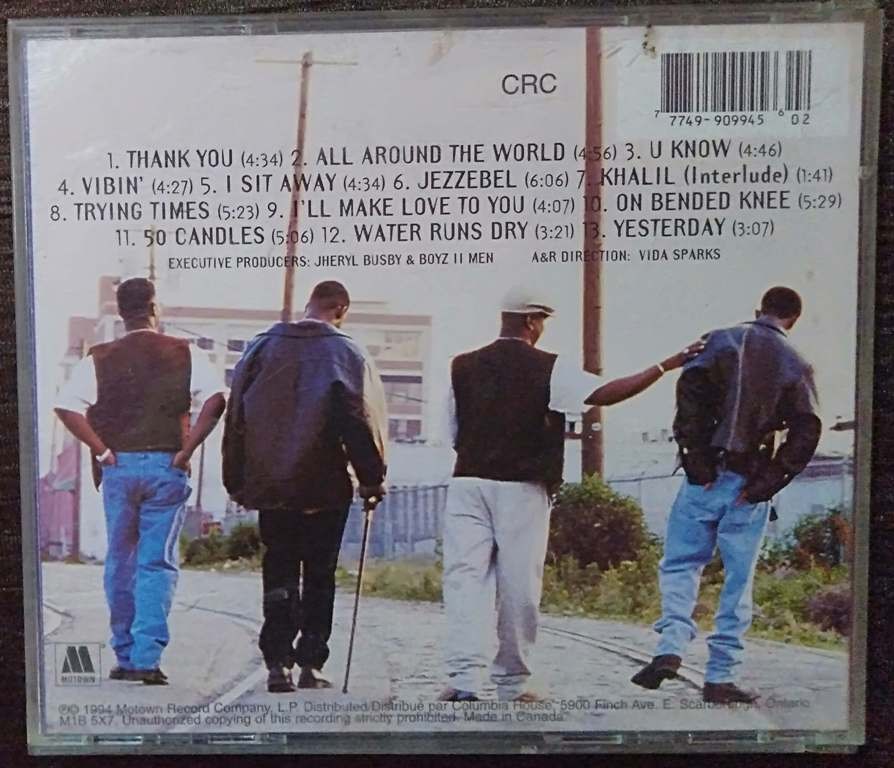 CRC
7 7749-909945 6 02
1. THANK YOU (4:34) 2. ALL AROUND THE WORLD (4:56) 3. U KNOW (4:46)
4. VIBIN' (4:27) 5. I SIT AWAY (4:34) 6. JEZZEBEL (6:06) 7. KHALIL (Interlude) (1:41)
8. TRYING TIMES (5:23) 9. I'LL MAKE LOVE TO YOU (4:07) 10. ON BENDED KNEE (5:29)
11. 50 CANDLES (5:06) 12. WATER RUNS DRY (3:21) 13. YESTERDAY (3:07)
EXECUTIVE PRODUCERS: JHERYL BUSBY & BOYZ II MEN A&R DIRECTION: VIDA SPARKS
M
MOTOWN
℗© 1994 Motown Record Company, L.P. Distributed/Distribué par Columbia House, 5900 Finch Ave. E. Scarborough, Ontario
M1B 5X7. Unauthorized copying of this recording strictly prohibited. Made in Canada